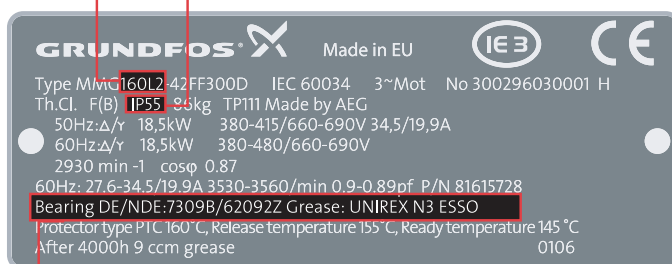 GRUNDFOS Made in EU IE3 CE
Type MMG160L2-42FF300D IEC 60034 3~Mot No 300296030001 H
Th.Cl. F(B) IP55 86kg TP111 Made by AEG
50Hz:Δ/Y 18,5kW 380-415/660-690V 34,5/19,9A
60Hz:Δ/Y 18,5kW 380-480/660-690V
2930 min -1 cosφ 0.87
60Hz: 27.6-34.5/19.9A 3530-3560/min 0.9-0.89pf P/N 81615728
Bearing DE/NDE:7309B/62092Z Grease: UNIREX N3 ESSO
Protector type PTC 160°C, Release temperature 155°C, Ready temperature 145 °C
After 4000h 9 ccm grease 0106